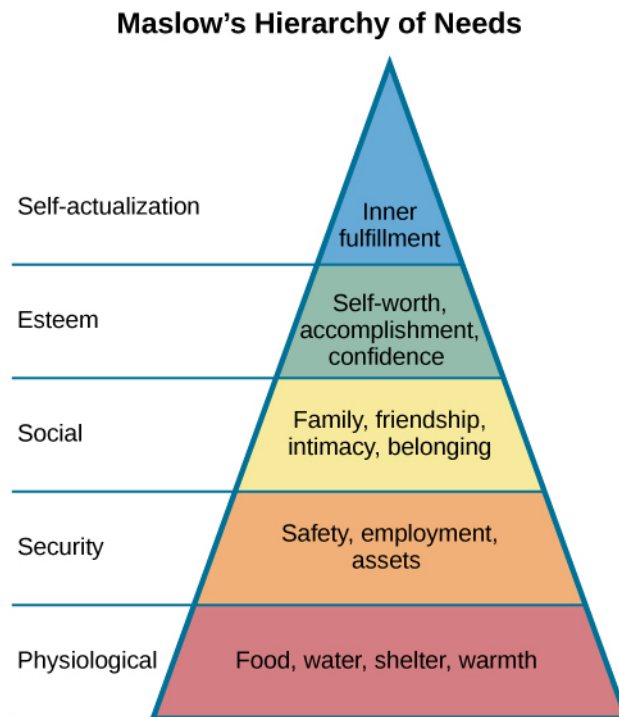 Maslow’s Hierarchy of Needs
Self-actualization
Inner
fulfillment
Esteem
Self-worth,
accomplishment,
confidence
Social
Family, friendship,
intimacy, belonging
Security
Safety, employment,
assets
Physiological
Food, water, shelter, warmth